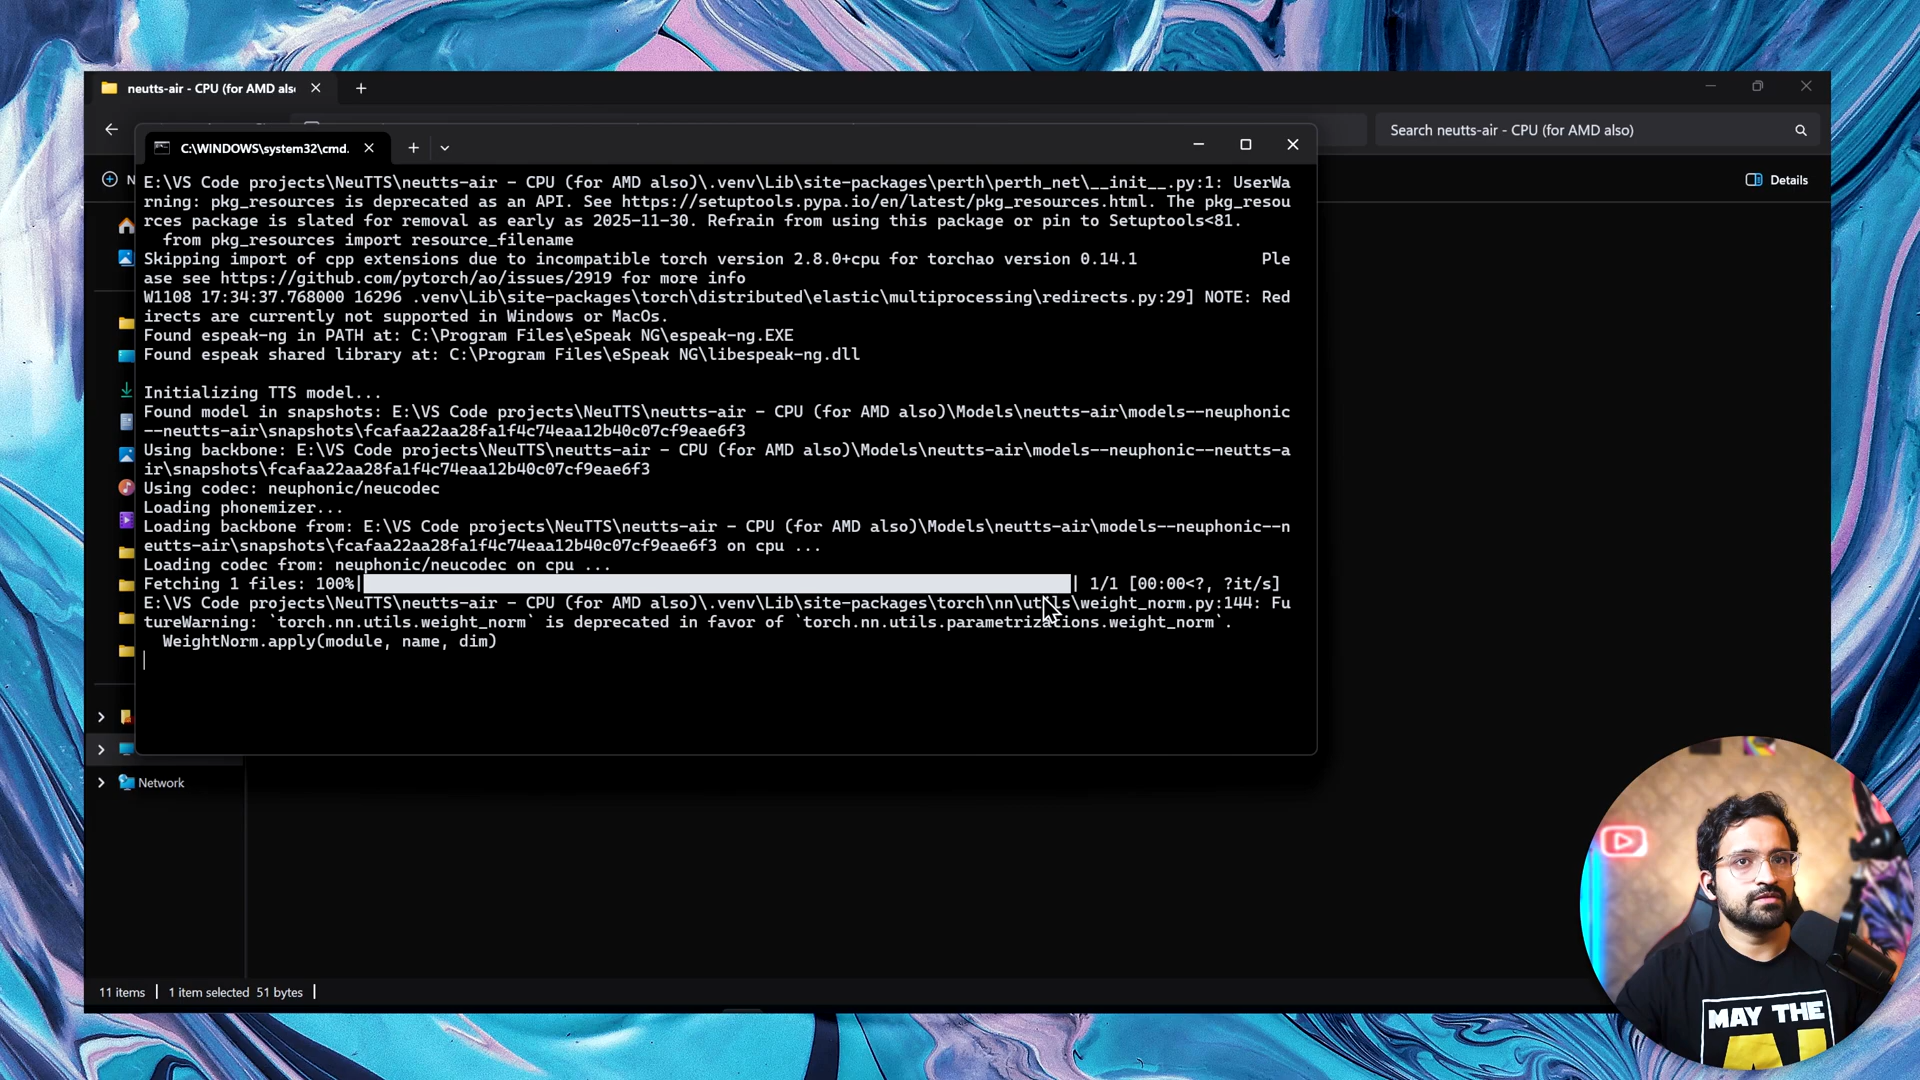 neutts-air - CPU (for AMD als
Search neutts-air - CPU (for AMD also)
C:\WINDOWS\system32\cmd.
N
Details
E:\VS Code projects\NeuTTS\neutts-air - CPU (for AMD also)\.venv\Lib\site-packages\perth\perth_net\__init__.py:1: UserWa
rning: pkg_resources is deprecated as an API. See https://setuptools.pypa.io/en/latest/pkg_resources.html. The pkg_resou
rces package is slated for removal as early as 2025-11-30. Refrain from using this package or pin to Setuptools<81.
from pkg_resources import resource_filename
Skipping import of cpp extensions due to incompatible torch version 2.8.0+cpu for torchao version 0.14.1 Ple
ase see https://github.com/pytorch/ao/issues/2919 for more info
W1108 17:34:37.768000 16296 .venv\Lib\site-packages\torch\distributed\elastic\multiprocessing\redirects.py:29] NOTE: Red
irects are currently not supported in Windows or MacOs.
Found espeak-ng in PATH at: C:\Program Files\eSpeak NG\espeak-ng.EXE
Found espeak shared library at: C:\Program Files\eSpeak NG\libespeak-ng.dll
Initializing TTS model...
Found model in snapshots: E:\VS Code projects\NeuTTS\neutts-air - CPU (for AMD also)\Models\neutts-air\models--neuphonic
--neutts-air\snapshots\fcafaa22aa28fa1f4c74eaa12b40c07cf9eae6f3
Using backbone: E:\VS Code projects\NeuTTS\neutts-air - CPU (for AMD also)\Models\neutts-air\models--neuphonic--neutts-a
ir\snapshots\fcafaa22aa28fa1f4c74eaa12b40c07cf9eae6f3
Using codec: neuphonic/neucodec
Loading phonemizer...
Loading backbone from: E:\VS Code projects\NeuTTS\neutts-air - CPU (for AMD also)\Models\neutts-air\models--neuphonic--n
eutts-air\snapshots\fcafaa22aa28fa1f4c74eaa12b40c07cf9eae6f3 on cpu ...
Loading codec from: neuphonic/neucodec on cpu ...
Fetching 1 files: 100%| | 1/1 [00:00<?, ?it/s]
E:\VS Code projects\NeuTTS\neutts-air - CPU (for AMD also)\.venv\Lib\site-packages\torch\nn\utils\weight_norm.py:144: Fu
tureWarning: `torch.nn.utils.weight_norm` is deprecated in favor of `torch.nn.utils.parametrizations.weight_norm`.
WeightNorm.apply(module, name, dim)
Network
11 items
1 item selected 51 bytes
MAY THE